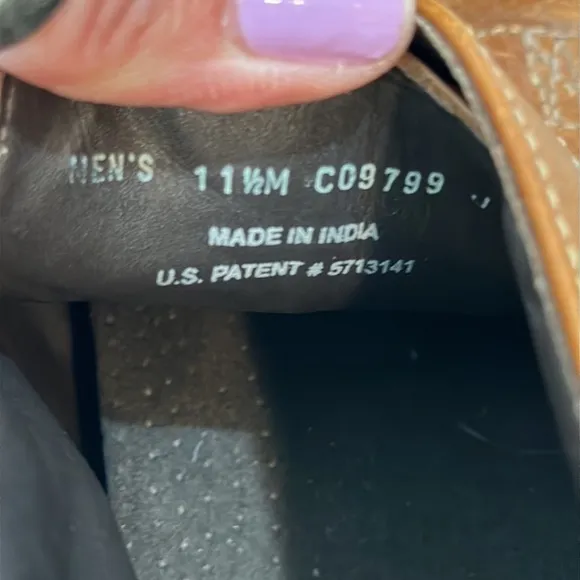 MEN'S 11½M C09799
MADE IN INDIA
U.S. PATENT # 5713141